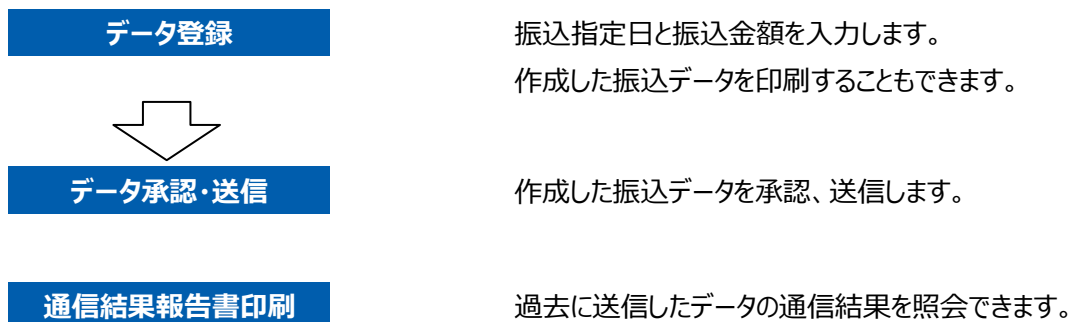 データ登録
振込指定日と振込金額を入力します。
作成した振込データを印刷することもできます。
データ承認・送信
作成した振込データを承認、送信します。
通信結果報告書印刷
過去に送信したデータの通信結果を照会できます。